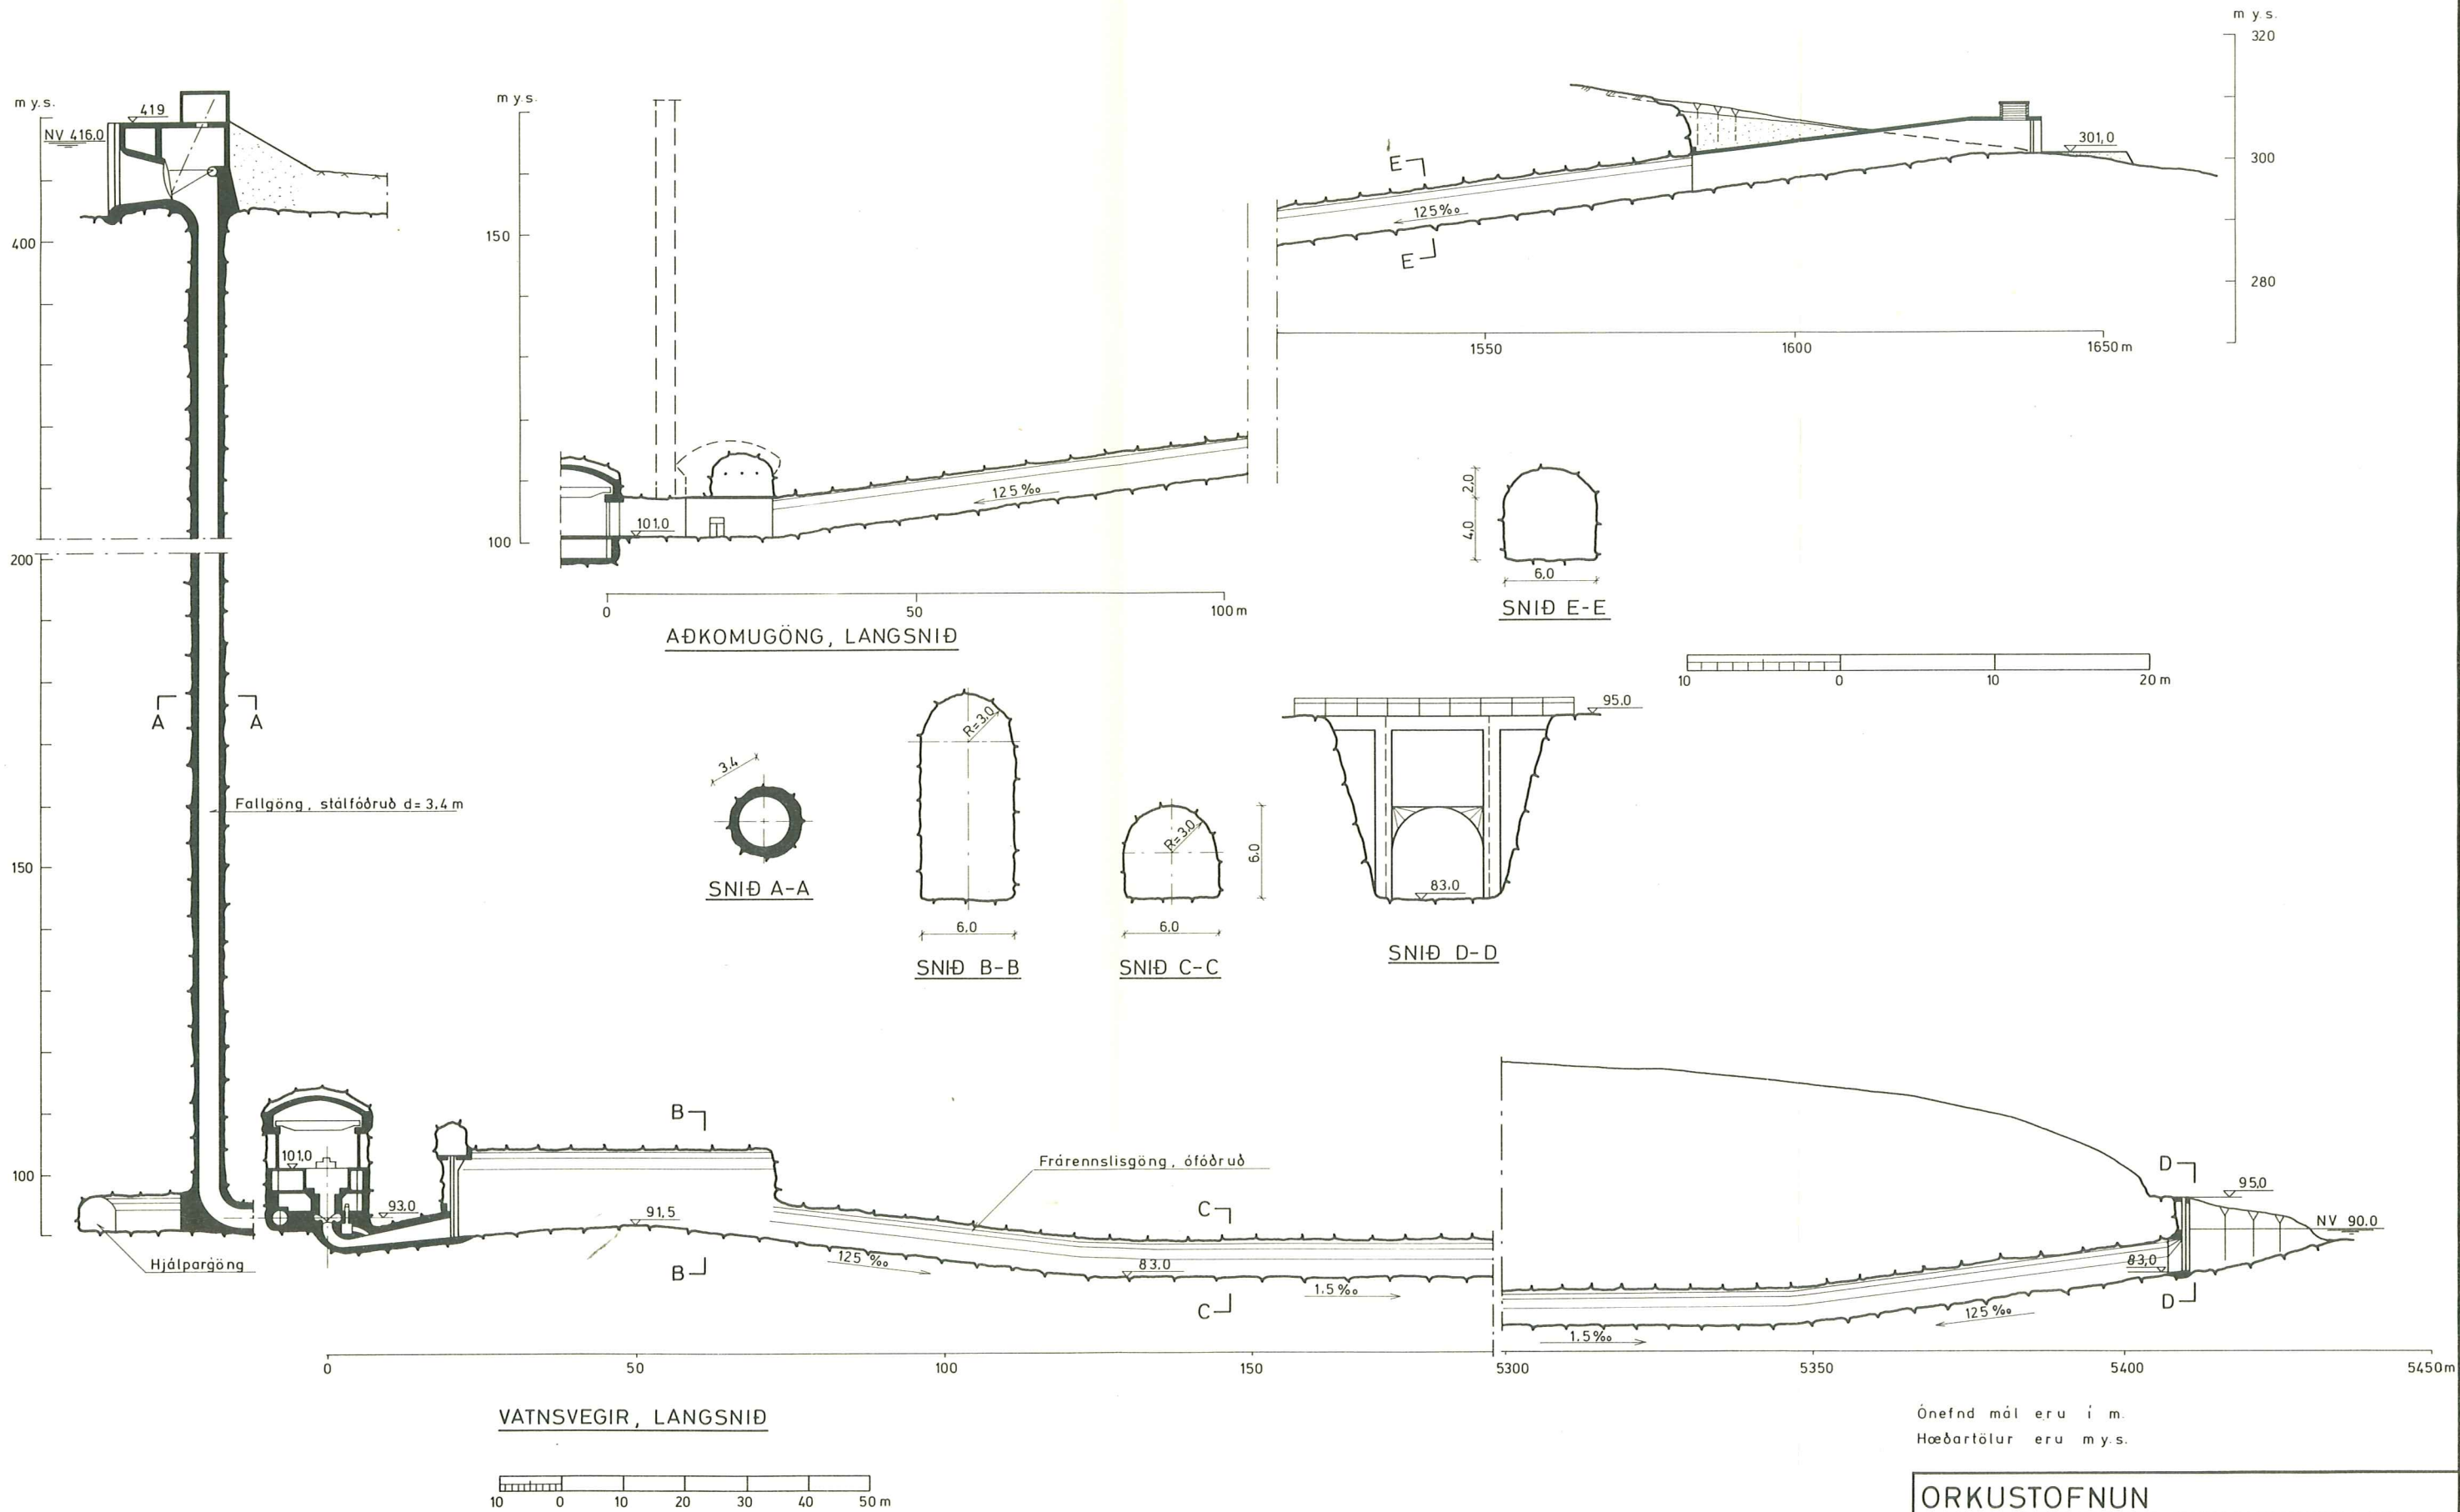 m y.s.
419
NV 416,0
400
200
150
100
A
A
Fallgöng, stálfóðruð d= 3,4 m
Hjálpargöng
m y.s.
150
100
101,0
125‰
0
50
100 m
AÐKOMUGÖNG, LANGSNIÐ
m y.s.
320
300
280
E
E
125‰
301,0
1550
1600
1650 m
2,0
4,0
6,0
SNIÐ E-E
10
0
10
20 m
3.4
SNIÐ A-A
R=3,0
6,0
SNIÐ B-B
R=3,0
6,0
6,0
SNIÐ C-C
95.0
83.0
SNIÐ D-D
101,0
93,0
91,5
B
B
125 ‰
Frárennslisgöng, ófóðruð
83,0
C
C
1.5‰
1.5‰
125‰
83,0
D
D
95,0
NV 90.0
0
50
100
150
5300
5350
5400
5450m
VATNSVEGIR, LANGSNIÐ
10
0
10
20
30
40
50 m
Ónefnd mál eru í m.
Hæðartölur eru m y.s.
ORKUSTOFNUN